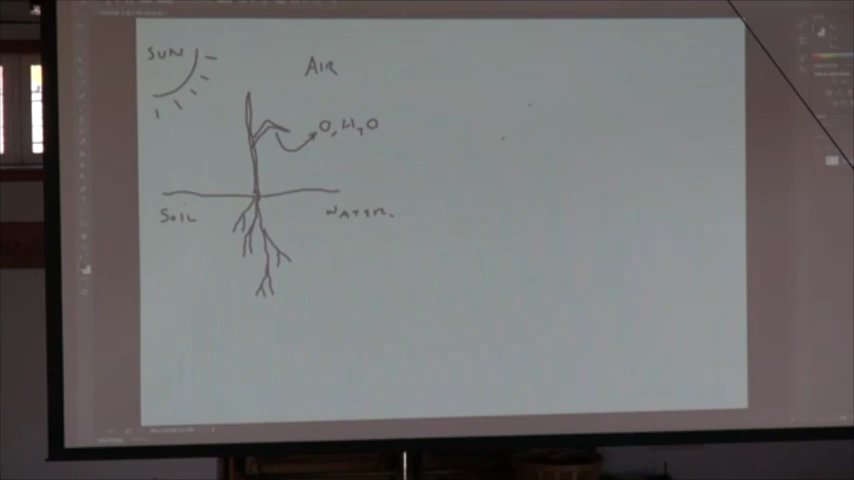 SUN
AIR
O, H2O
SOIL
WATER.